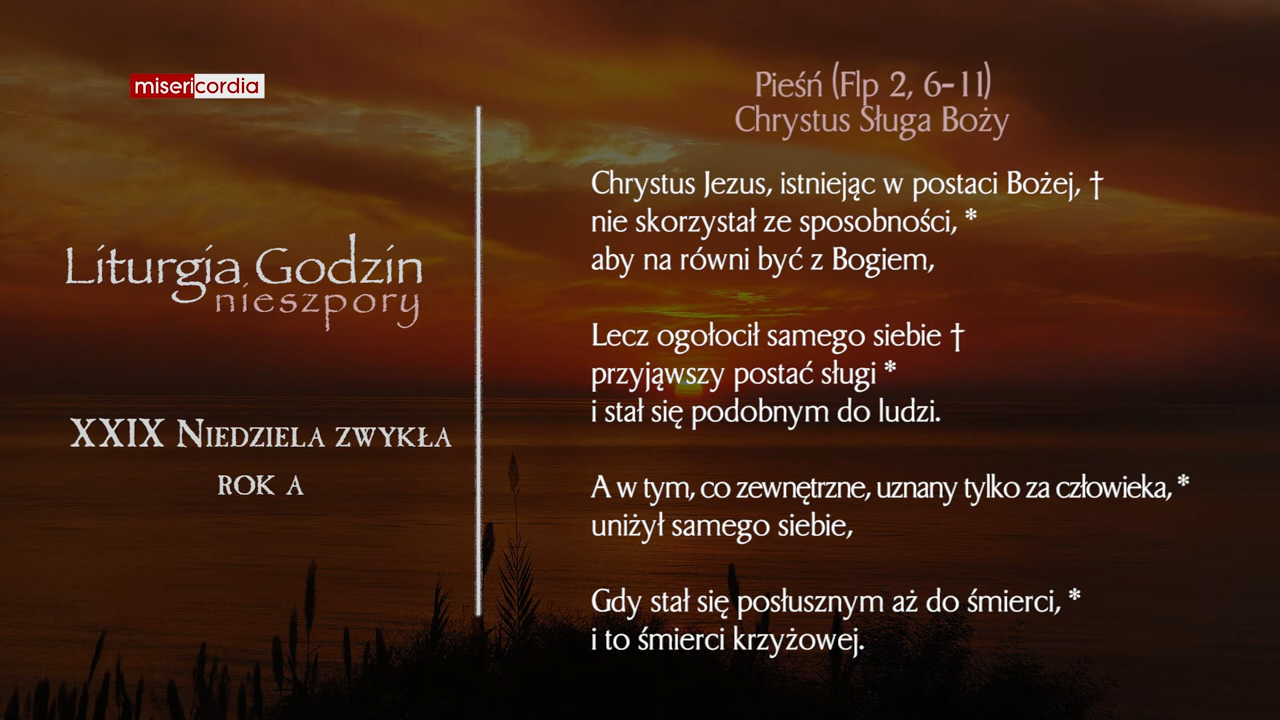 misericordia
Liturgia Godzin
nieszpory
XXIX Niedziela zwykła
rok A
Pieśń (Flp 2, 6-11)
Chrystus Sługa Boży
Chrystus Jezus, istniejąc w postaci Bożej, †
nie skorzystał ze sposobności, *
aby na równi być z Bogiem,
Lecz ogołocił samego siebie †
przyjąwszy postać sługi *
i stał się podobnym do ludzi.
A w tym, co zewnętrzne, uznany tylko za człowieka, *
uniżył samego siebie,
Gdy stał się posłusznym aż do śmierci, *
i to śmierci krzyżowej.